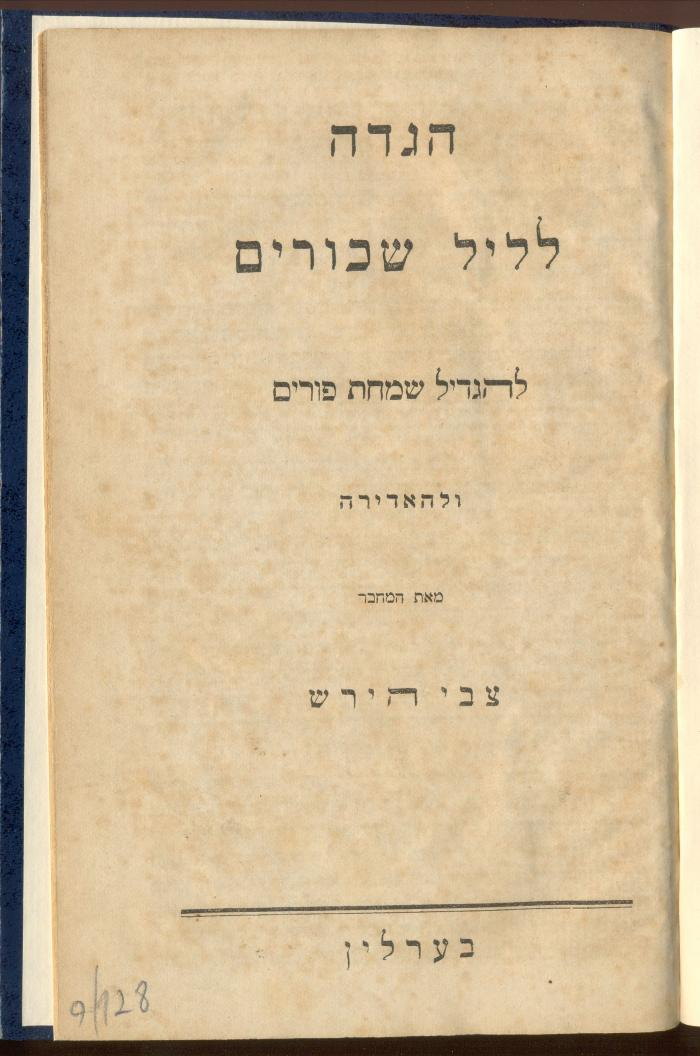 הגדה
לליל שכורים
להגדיל שמחת פורים
ולהאדירה
מאת המחבר
צבי הירש
בערלין
9/128